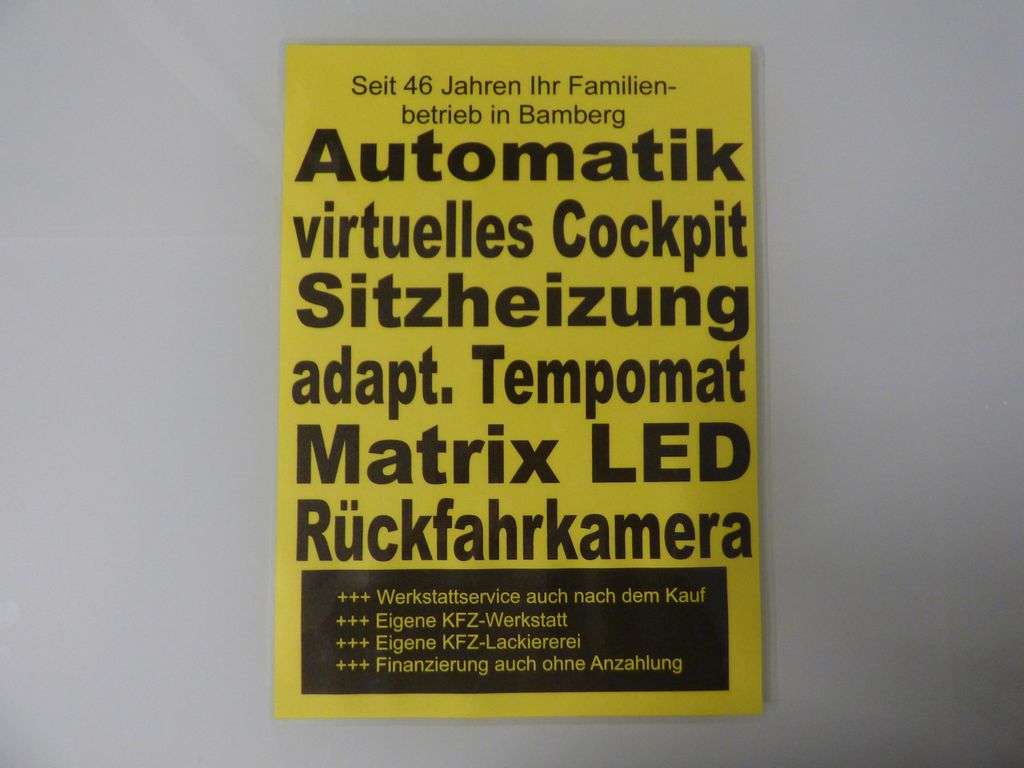 Seit 46 Jahren Ihr Familien-
betrieb in Bamberg
Automatik
virtuelles Cockpit
Sitzheizung
adapt. Tempomat
Matrix LED
Rückfahrkamera
+++ Werkstattservice auch nach dem Kauf
+++ Eigene KFZ-Werkstatt
+++ Eigene KFZ-Lackiererei
+++ Finanzierung auch ohne Anzahlung